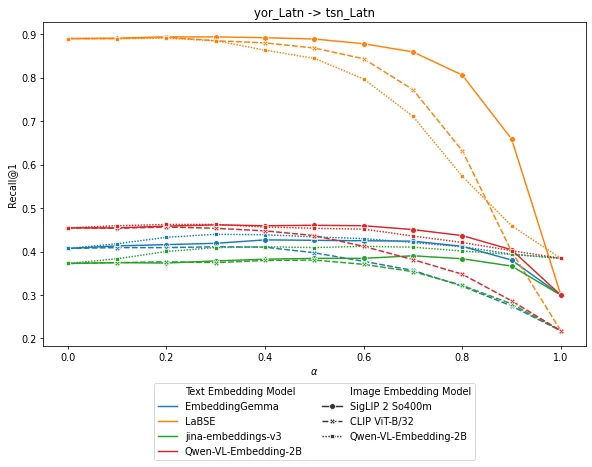 yor_Latn -> tsn_Latn
Recall@1
0.9
0.8
0.7
0.6
0.5
0.4
0.3
0.2
0.0 0.2 0.4 0.6 0.8 1.0
α
Text Embedding Model Image Embedding Model
EmbeddingGemma SigLIP 2 So400m
LaBSE CLIP ViT-B/32
jina-embeddings-v3 Qwen-VL-Embedding-2B
Qwen-VL-Embedding-2B